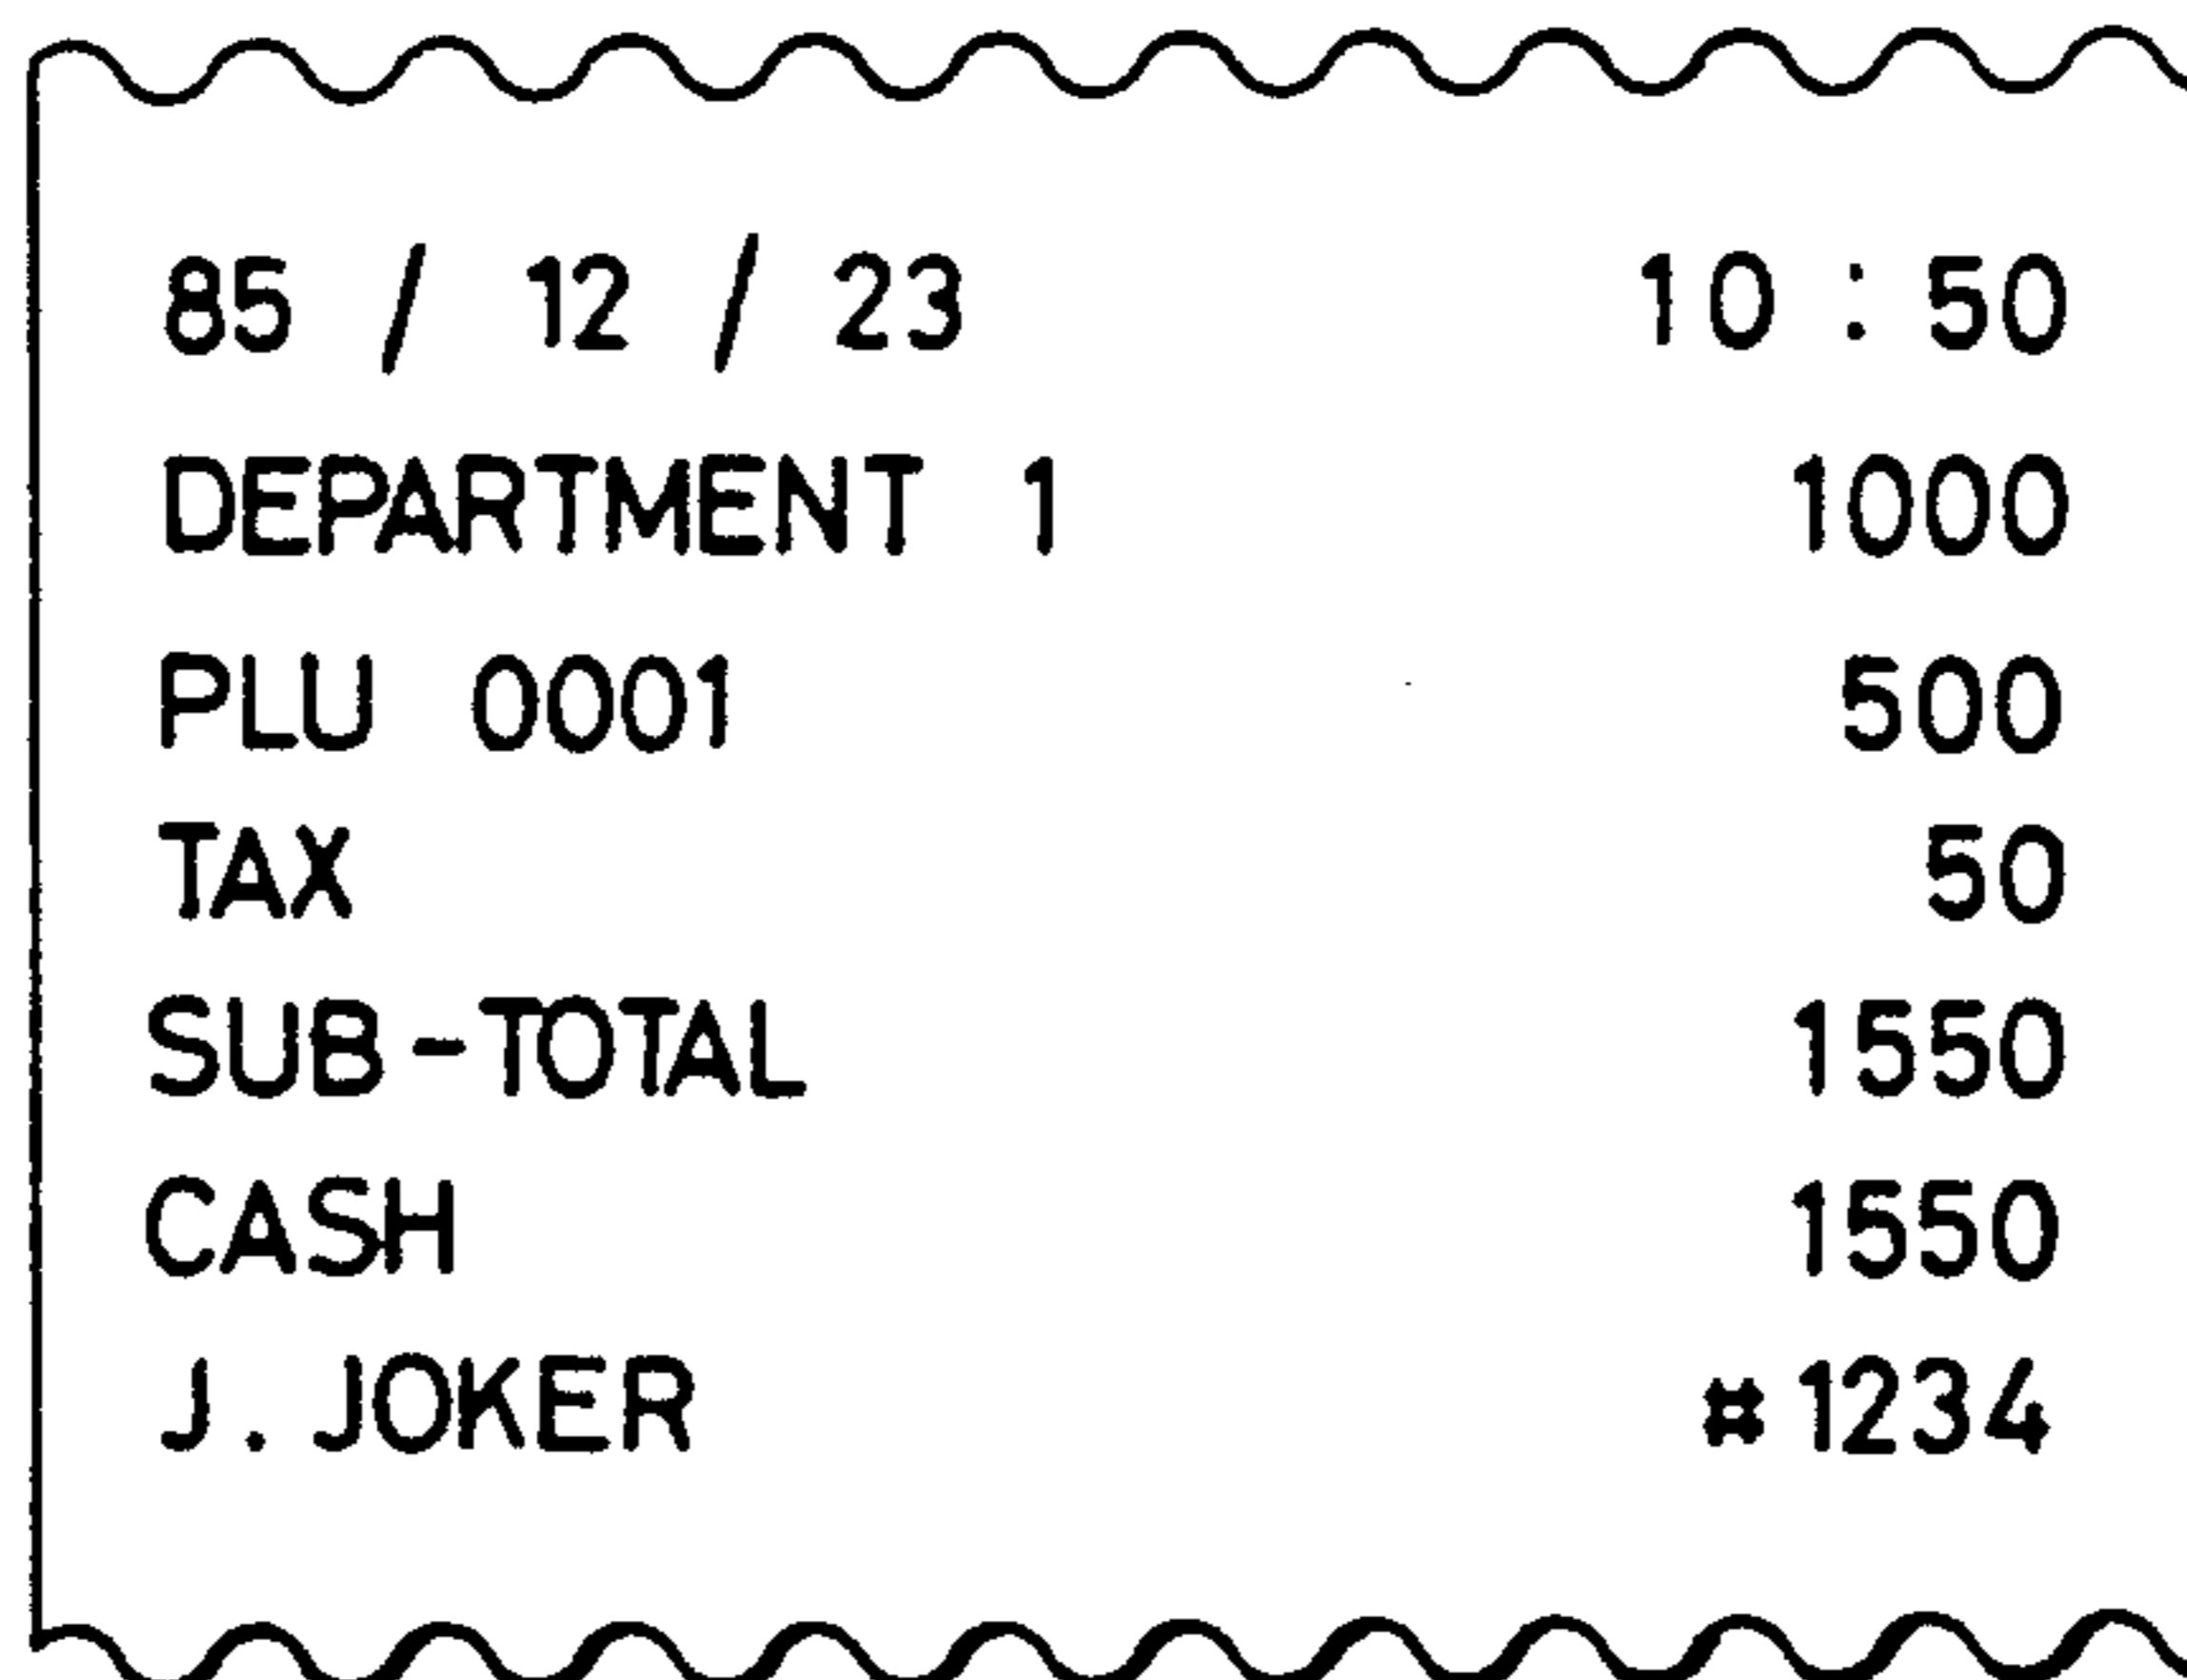 85 / 12 / 23 10 : 50
DEPARTMENT 1 1000
PLU 0001 500
TAX 50
SUB-TOTAL 1550
CASH 1550
J. JOKER #1234